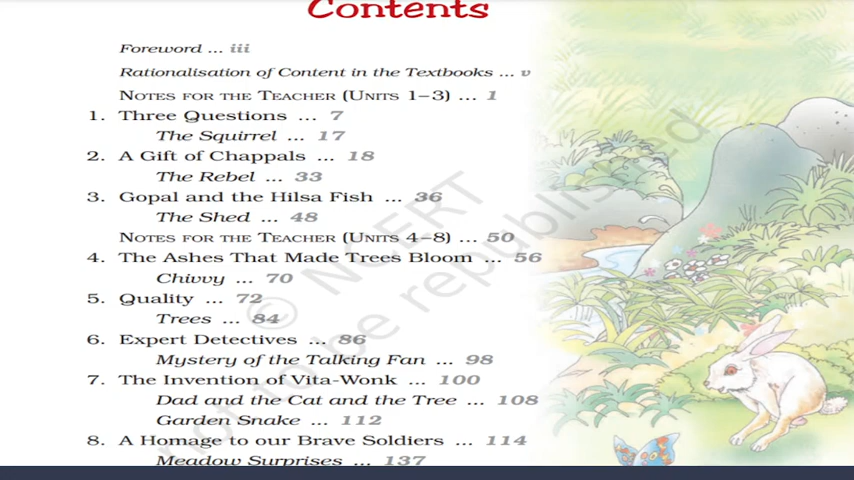 Contents
Foreword ... iii
Rationalisation of Content in the Textbooks ... v
NOTES FOR THE TEACHER (UNITS 1–3) ... 1
1. Three Questions ... 7
The Squirrel ... 17
2. A Gift of Chappals ... 18
The Rebel ... 33
3. Gopal and the Hilsa Fish ... 36
The Shed ... 48
NOTES FOR THE TEACHER (UNITS 4–8) ... 50
4. The Ashes That Made Trees Bloom ... 56
Chivvy ... 70
5. Quality ... 72
Trees ... 84
6. Expert Detectives ... 86
Mystery of the Talking Fan ... 98
7. The Invention of Vita-Wonk ... 100
Dad and the Cat and the Tree ... 108
Garden Snake ... 112
8. A Homage to our Brave Soldiers ... 114
Meadow Surprises ... 137
© NCERT
not to be republished